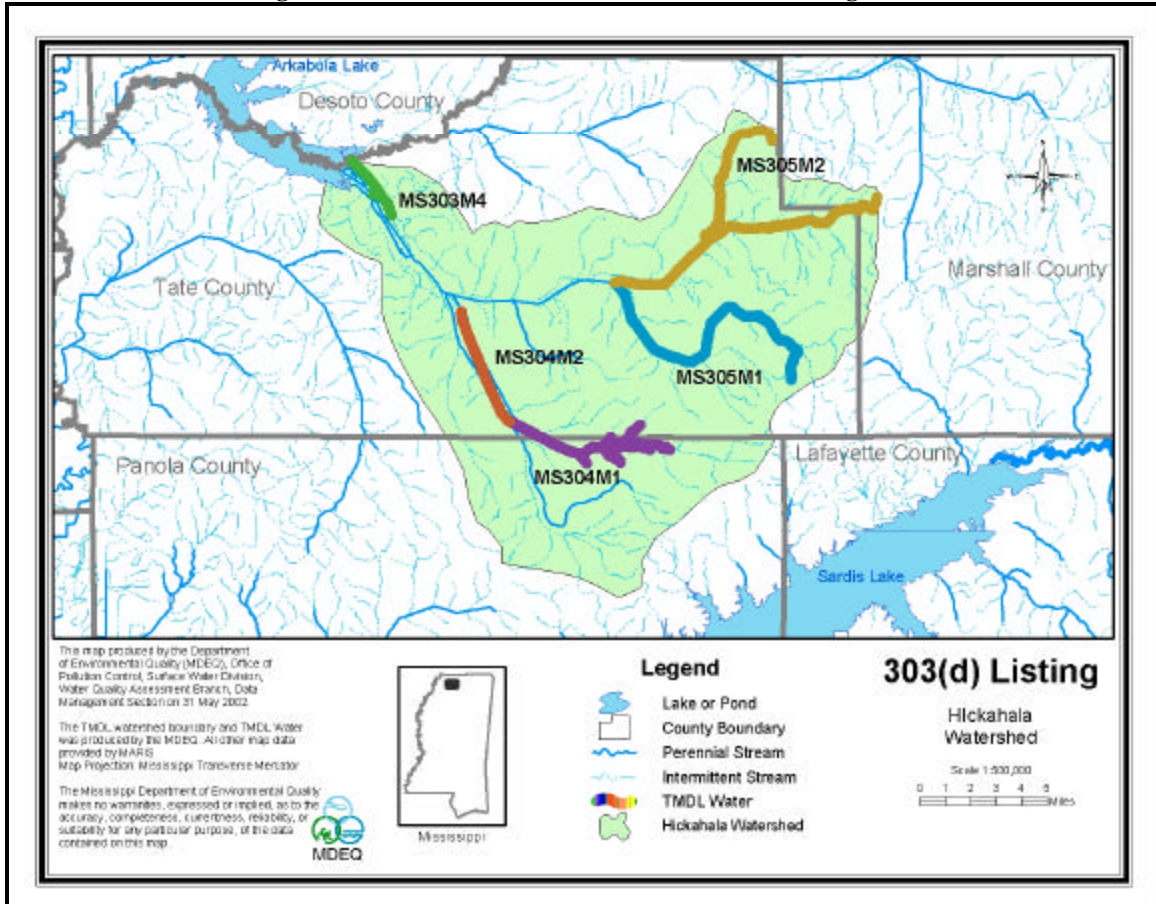 Arkabula Lake
Desoto County
MS305M2
MS303M4
Marshall County
Tate County
MS304M2
MS305M1
Panola County
Lafayette County
MS304M1
Sardis Lake
This map produced by the Department
of Environmental Quality (MDEQ), Office of
Pollution Control, Surface Water Division,
Water Quality Assessment Branch, Data
Management Section on 31 May 2002.
The TMDL watershed boundary and TMDL Water
was produced by the MDEQ. All other map data
provided by MARIS
Map Projection: Mississippi Transverse Mercator
The Mississippi Department of Environmental Quality
makes no warranties, expressed or implied, as to the
accuracy, completeness, currentness, reliability, or
suitability for any particular purpose, of the data
contained on this map.
MDEQ
Mississippi
Legend
Lake or Pond
County Boundary
Perennial Stream
Intermittent Stream
TMDL Water
Hickahala Watershed
303(d) Listing
Hickahala
Watershed
Scale 1:500,000
0 1 2 3 4 5
Miles